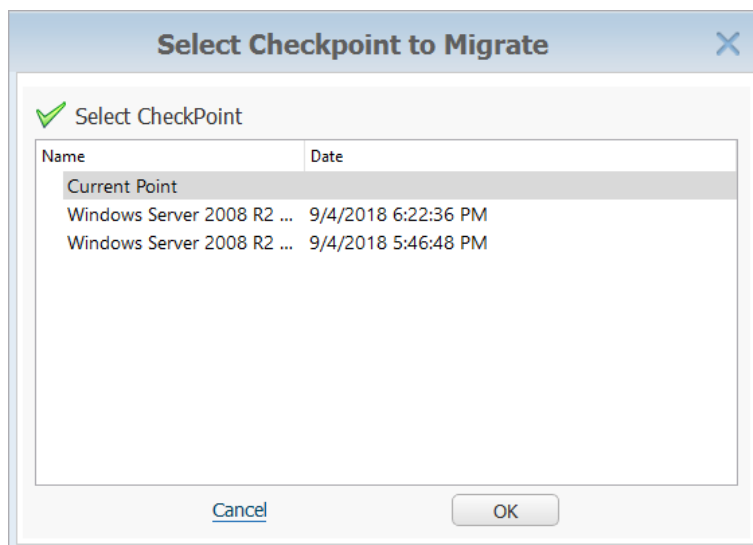 Select Checkpoint to Migrate
Select CheckPoint
Name Date
Current Point
Windows Server 2008 R2 ... 9/4/2018 6:22:36 PM
Windows Server 2008 R2 ... 9/4/2018 5:46:48 PM
Cancel OK